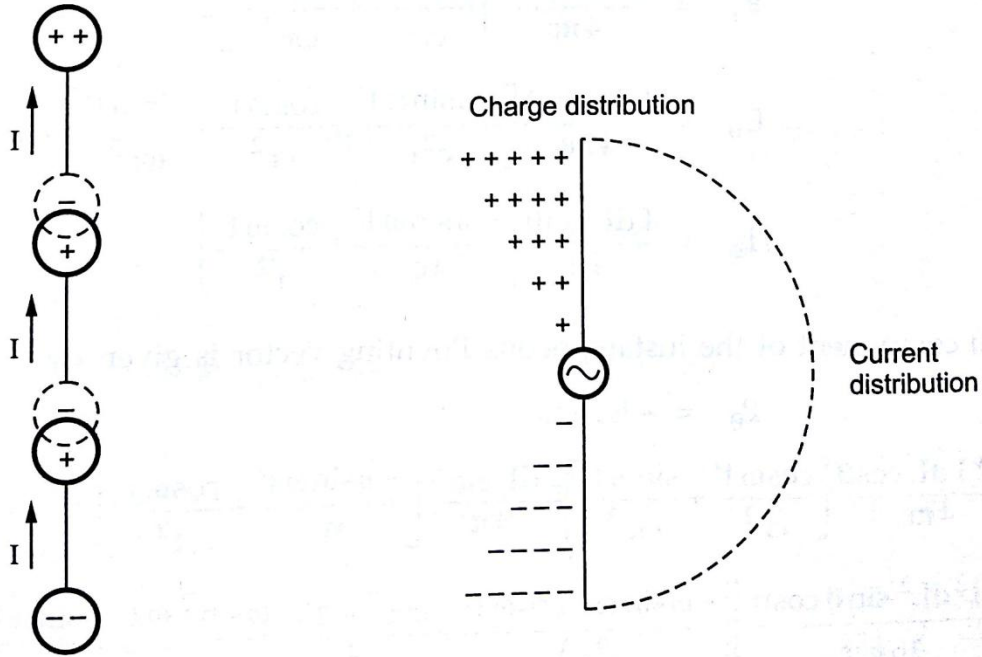 + +
I
−
+
I
−
+
I
− −
Charge distribution
+ + + + +
+ + + +
+ + +
+ +
+
∼
−
− −
− − −
− − − −
− − − − −
Current
distribution